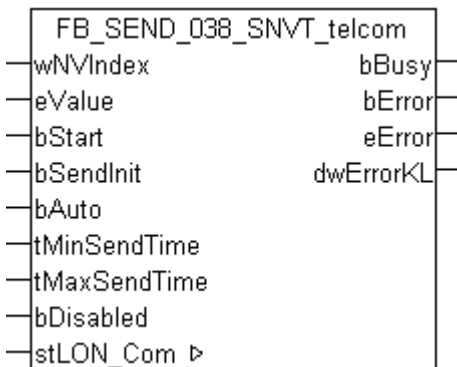 FB_SEND_038_SNVT_telcom
wNVIndex bBusy
eValue bError
bStart eError
bSendInit dwErrorKL
bAuto
tMinSendTime
tMaxSendTime
bDisabled
stLON_Com ▷